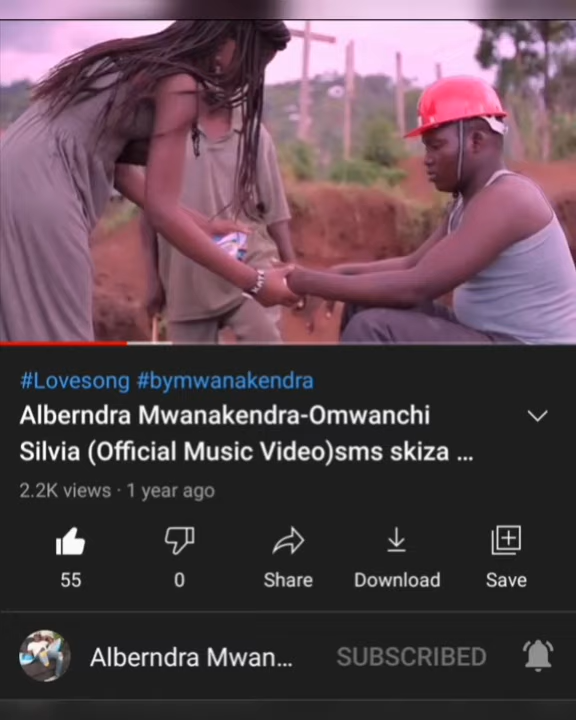 #Lovesong #bymwanakendra
Alberndra Mwanakendra-Omwanchi
Silvia (Official Music Video)sms skiza ...
2.2K views · 1 year ago
55
0
Share
Download
Save
Alberndra Mwan...
SUBSCRIBED